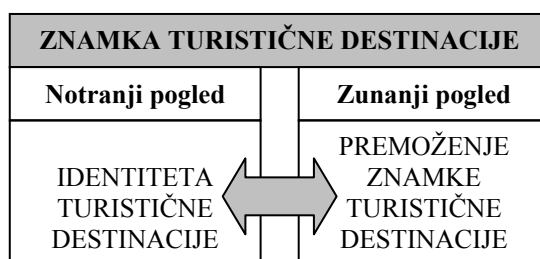 ZNAMKA TURISTIČNE DESTINACIJE
Notranji pogled
Zunanji pogled
IDENTITETA
TURISTIČNE
DESTINACIJE
PREMOŽENJE
ZNAMKE
TURISTIČNE
DESTINACIJE